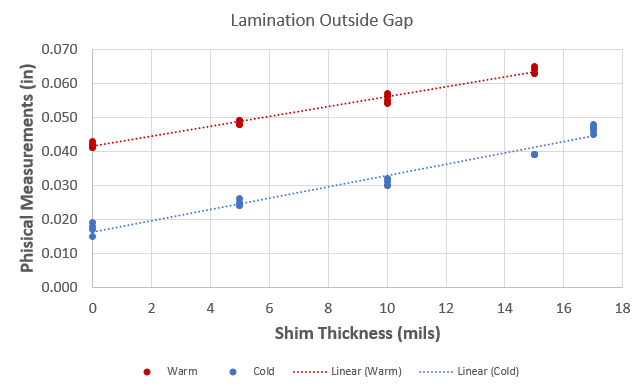 Lamination Outside Gap
0.070
0.060
0.050
0.040
0.030
0.020
0.010
0.000
Phisical Measurements (in)
0 2 4 6 8 10 12 14 16 18
Shim Thickness (mils)
Warm Cold Linear (Warm) Linear (Cold)